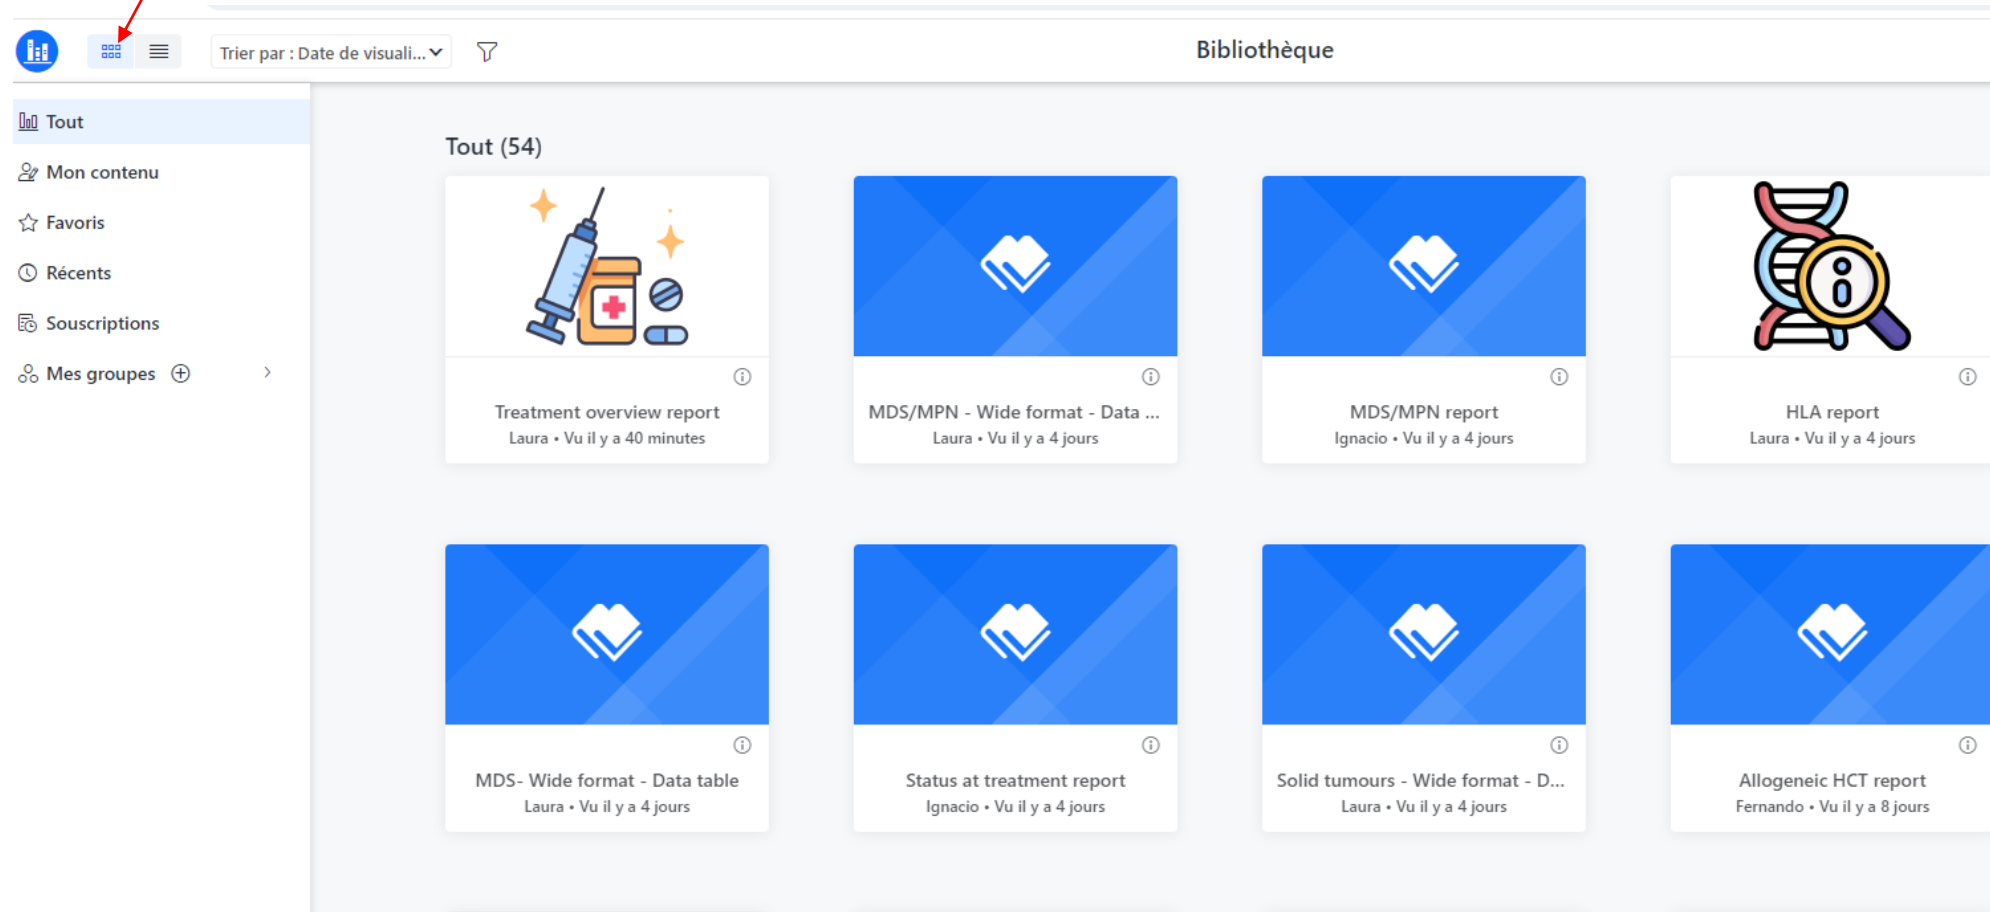 Trier par : Date de visuali...
Bibliothèque
Tout
Mon contenu
Favoris
Récents
Souscriptions
Mes groupes
Tout (54)
Treatment overview report
Laura • Vu il y a 40 minutes
MDS/MPN - Wide format - Data ...
Laura • Vu il y a 4 jours
MDS/MPN report
Ignacio • Vu il y a 4 jours
HLA report
Laura • Vu il y a 4 jours
MDS- Wide format - Data table
Laura • Vu il y a 4 jours
Status at treatment report
Ignacio • Vu il y a 4 jours
Solid tumours - Wide format - D...
Laura • Vu il y a 4 jours
Allogeneic HCT report
Fernando • Vu il y a 8 jours